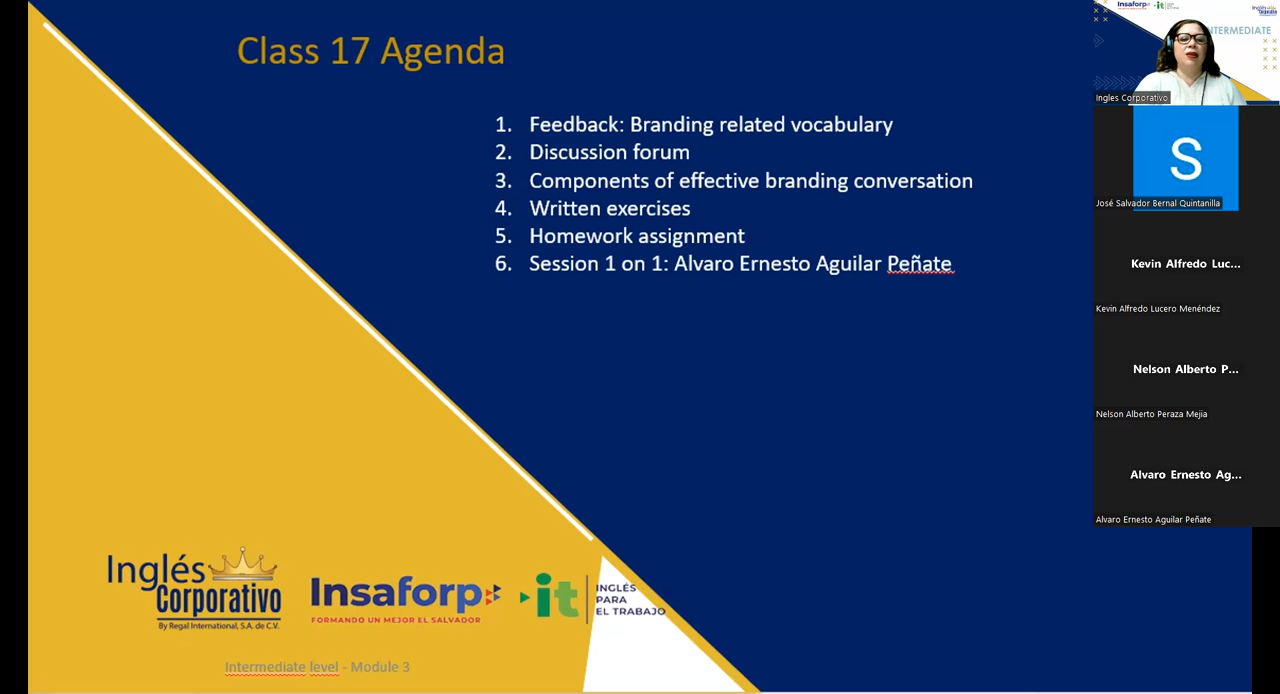 Class 17 Agenda
1. Feedback: Branding related vocabulary
2. Discussion forum
3. Components of effective branding conversation
4. Written exercises
5. Homework assignment
6. Session 1 on 1: Alvaro Ernesto Aguilar Peñate
Inglés
Corporativo
By Regal International, S.A. de C.V.
Insaforp
FORMANDO UN MEJOR EL SALVADOR
it
INGLÉS
PARA
EL TRABAJO
Intermediate level - Module 3
Insaforp
it
NTERMEDIATE
Ingles Corporativo
S
José Salvador Bernal Quintanilla
Kevin Alfredo Luc...
Kevin Alfredo Lucero Menéndez
Nelson Alberto P...
Nelson Alberto Peraza Mejia
Alvaro Ernesto Ag...
Alvaro Ernesto Aguilar Peñate